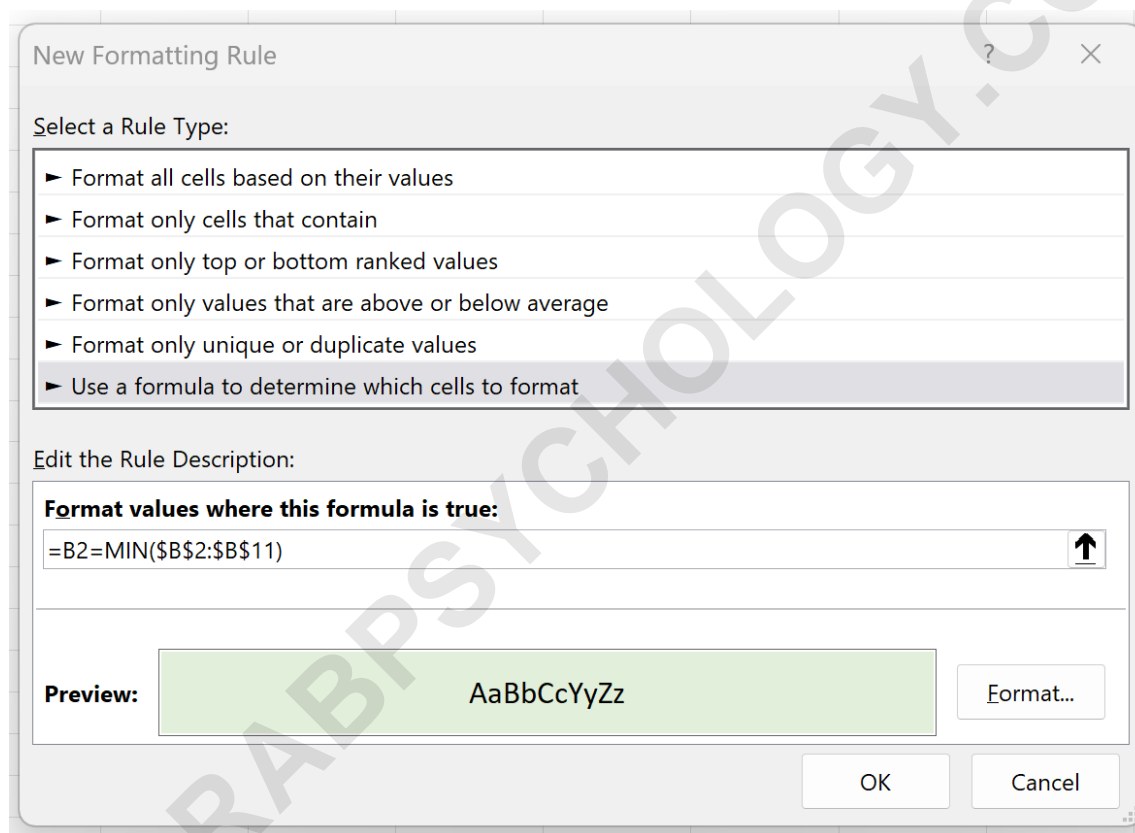 New Formatting Rule
?
Select a Rule Type:
► Format all cells based on their values
► Format only cells that contain
► Format only top or bottom ranked values
► Format only values that are above or below average
► Format only unique or duplicate values
► Use a formula to determine which cells to format
Edit the Rule Description:
Format values where this formula is true:
=B2=MIN($B$2:$B$11)
Preview:
AaBbCcYyZz
Format...
OK
Cancel
RABPSYCHOLOGY.CO